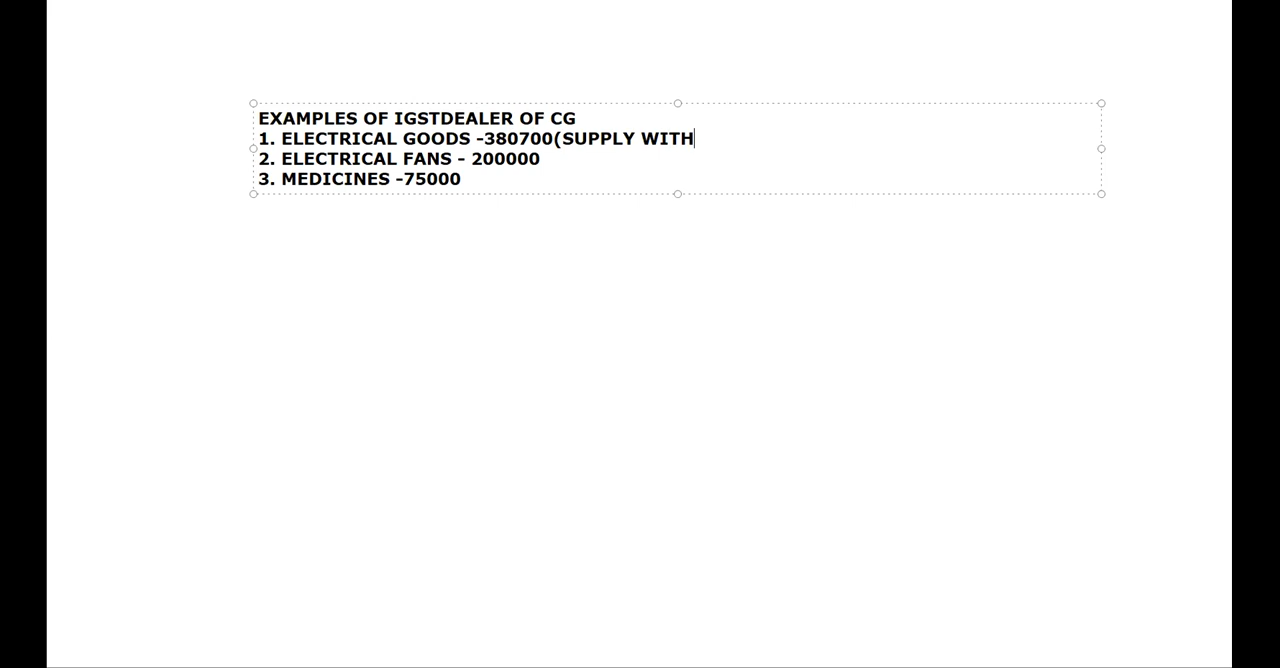 EXAMPLES OF IGSTDEALER OF CG
1. ELECTRICAL GOODS -380700(SUPPLY WITH
2. ELECTRICAL FANS - 200000
3. MEDICINES -75000